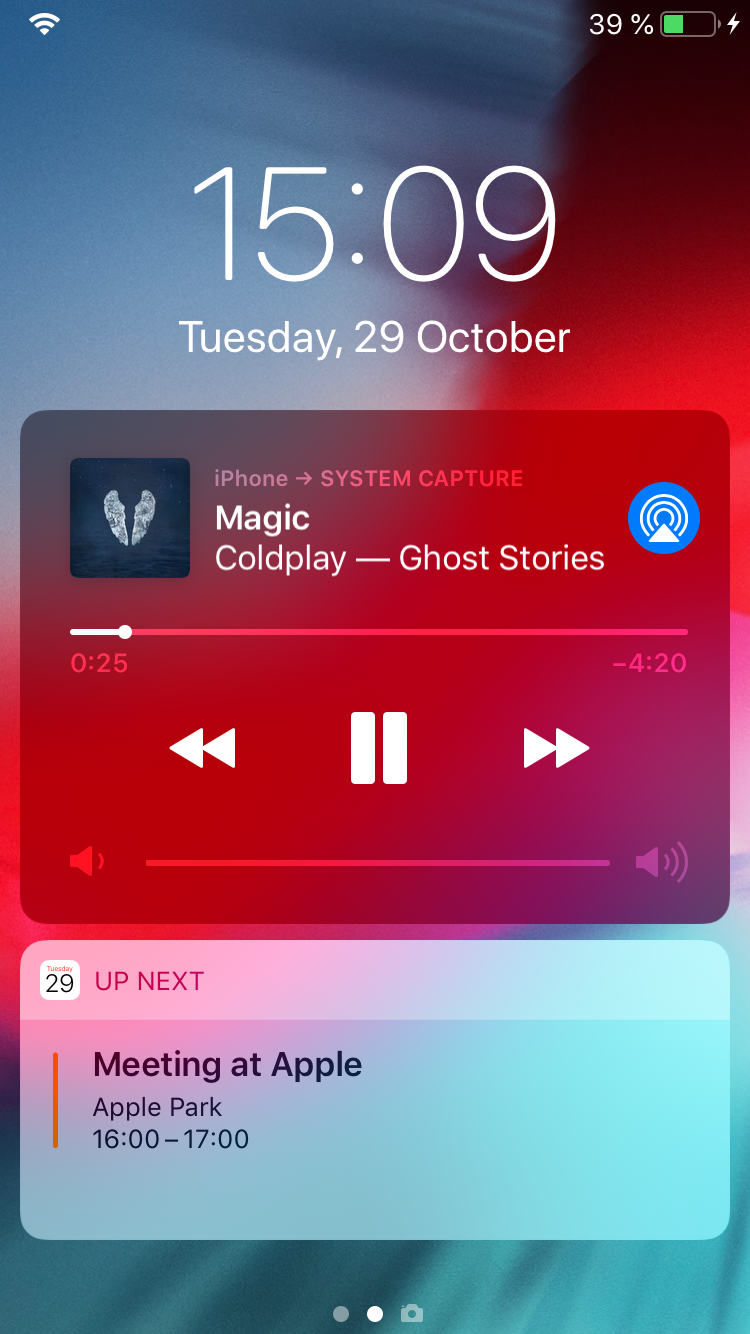 39 %
15:09
Tuesday, 29 October
iPhone → SYSTEM CAPTURE
Magic
Coldplay — Ghost Stories
0:25
–4:20
Tuesday
29
UP NEXT
Meeting at Apple
Apple Park
16:00 – 17:00